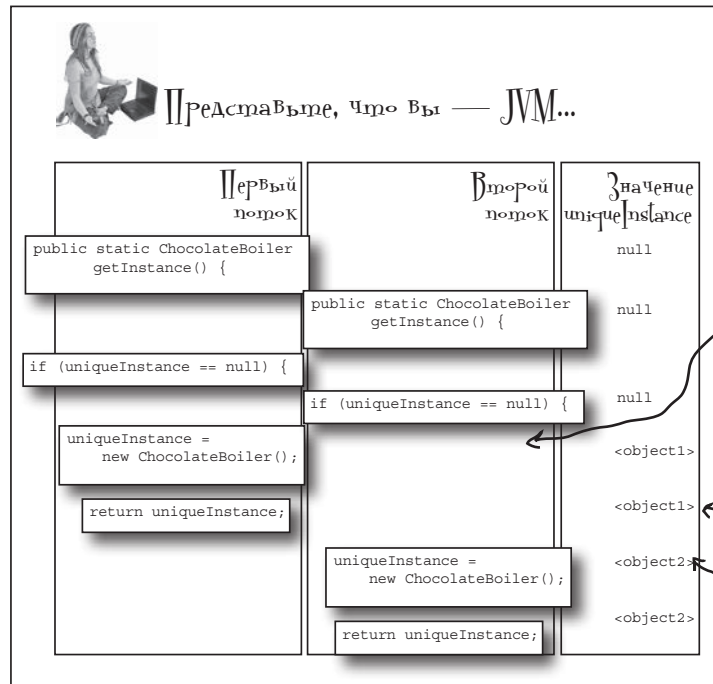 Представьте, что вы — JVM...
Первый
поток
Второй
поток
Значение
uniqueInstance
public static ChocolateBoiler
getInstance() {
null
public static ChocolateBoiler
getInstance() {
null
if (uniqueInstance == null) {
if (uniqueInstance == null) {
null
uniqueInstance =
new ChocolateBoiler();
<object1>
return uniqueInstance;
<object1>
uniqueInstance =
new ChocolateBoiler();
<object2>
return uniqueInstance;
<object2>